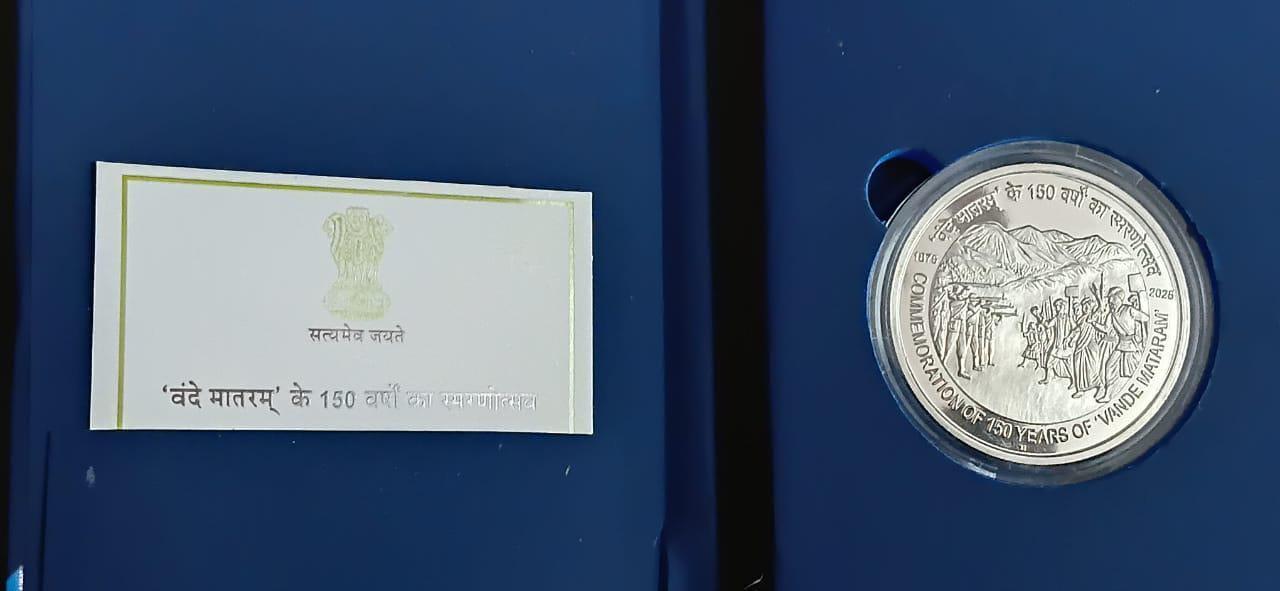 सत्यमेव जयते
‘वंदे मातरम्’ के 150 वर्षों का स्मरणोत्सव
‘वंदे मातरम्’ के 150 वर्षों का स्मरणोत्सव
1876
2026
COMMEMORATION OF 150 YEARS OF ‘VANDE MATARAM’